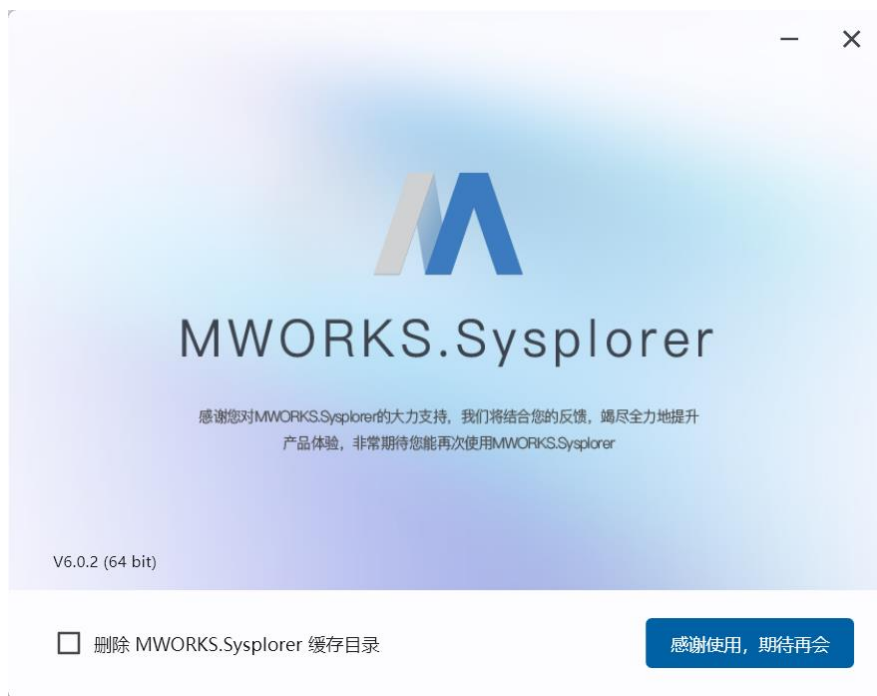 MWORKS.Sysplorer
感谢您对MWORKS.Sysplorer的大力支持，我们将结合您的反馈，竭尽全力地提升
产品体验，非常期待您能再次使用MWORKS.Sysplorer
V6.0.2 (64 bit)
删除 MWORKS.Sysplorer 缓存目录
感谢使用，期待再会